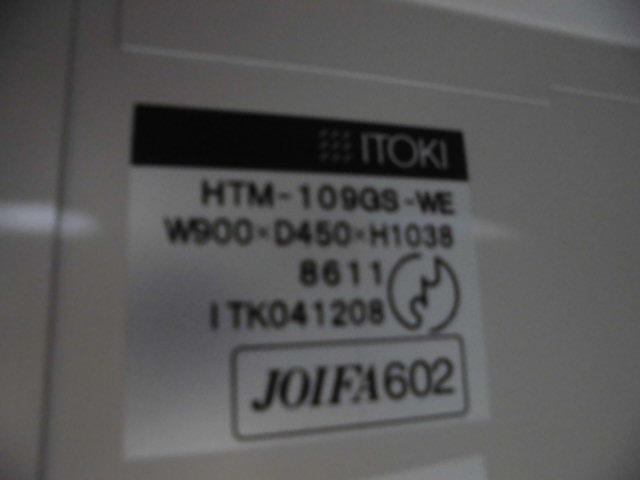 ITOKI
HTM-109GS-WE
W900×D450×H1038
8611
ITK041208
JOIFA602